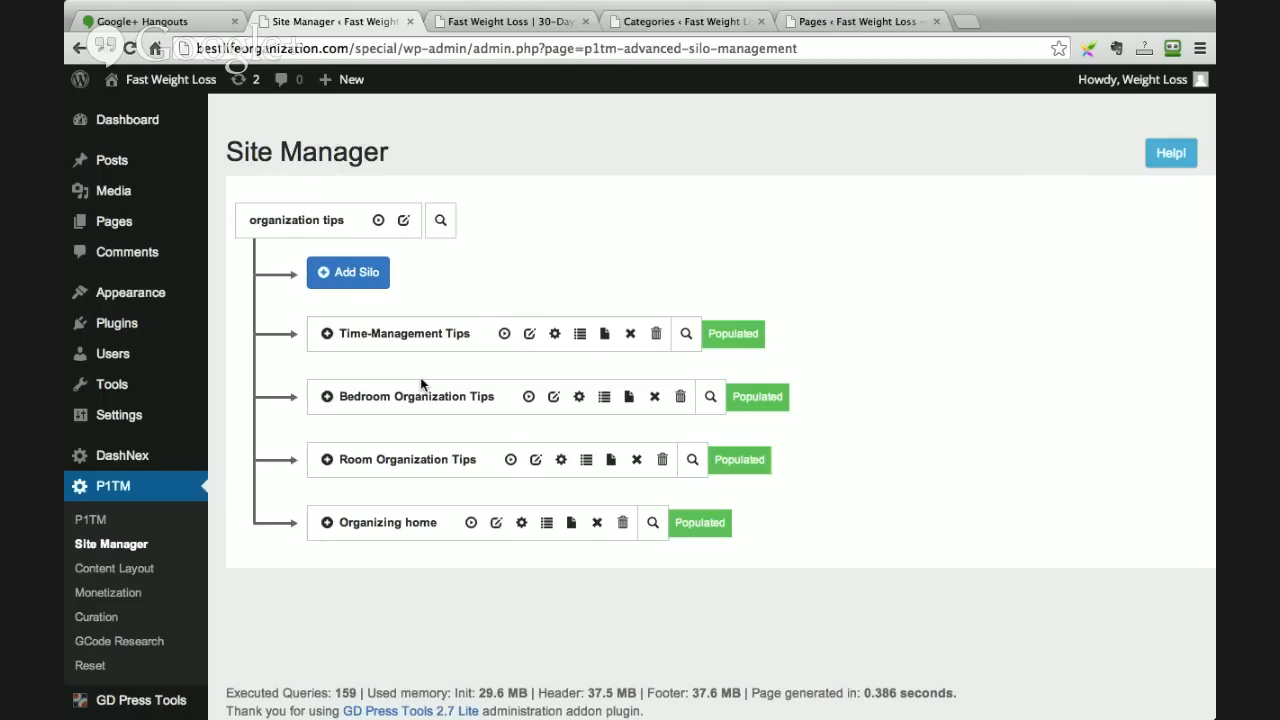 Google+ Hangouts
Site Manager ‹ Fast Weigh
Fast Weight Loss | 30-Day
Categories ‹ Fast Weight L
Pages ‹ Fast Weight Loss —
Google+
bestlifeorganization.com/special/wp-admin/admin.php?page=p1tm-advanced-silo-management
Fast Weight Loss 2 0 New Howdy, Weight Loss
Dashboard
Posts
Media
Pages
Comments
Appearance
Plugins
Users
Tools
Settings
DashNex
P1TM
P1TM
Site Manager
Content Layout
Monetization
Curation
GCode Research
Reset
GD Press Tools
Site Manager
Help!
organization tips
Add Silo
Time-Management Tips Populated
Bedroom Organization Tips Populated
Room Organization Tips Populated
Organizing home Populated
Executed Queries: 159 | Used memory: Init: 29.6 MB | Header: 37.5 MB | Footer: 37.6 MB | Page generated in: 0.386 seconds.
Thank you for using GD Press Tools 2.7 Lite administration addon plugin.